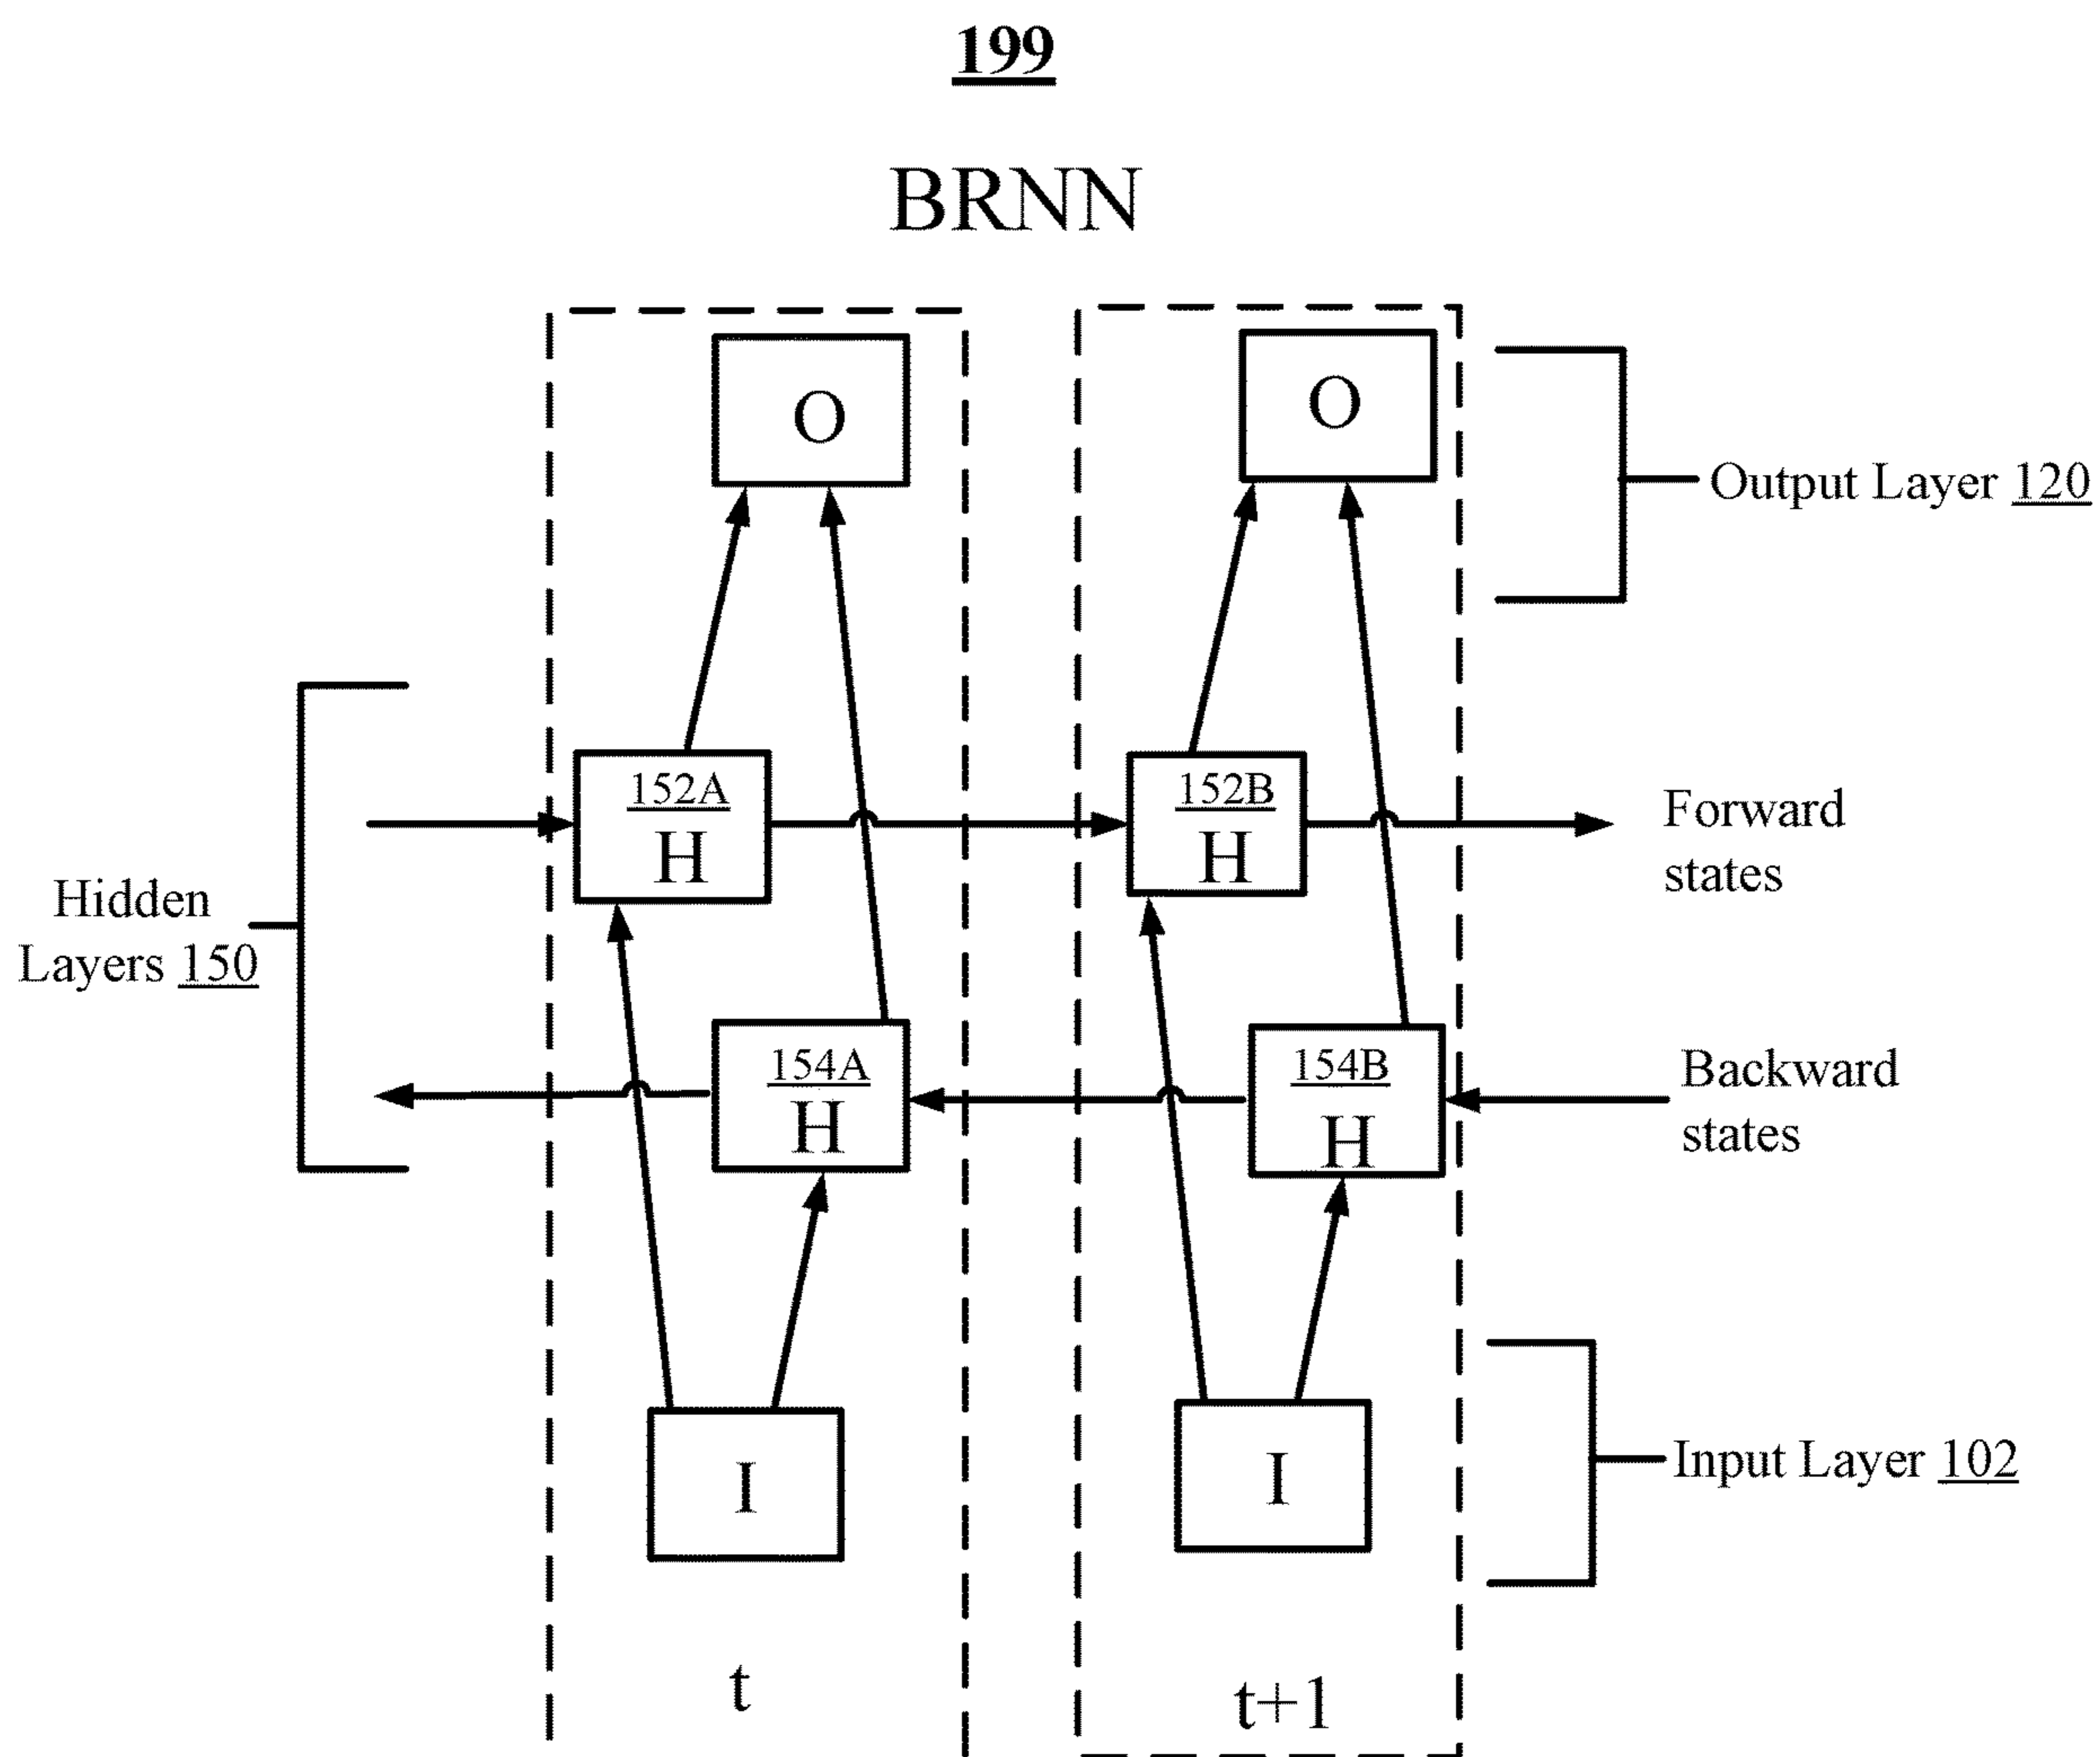 199
BRNN
O
O
Output Layer 120
152A
H
152B
H
Forward
states
Hidden
Layers 150
154A
H
154B
H
Backward
states
I
I
Input Layer 102
t
t+1